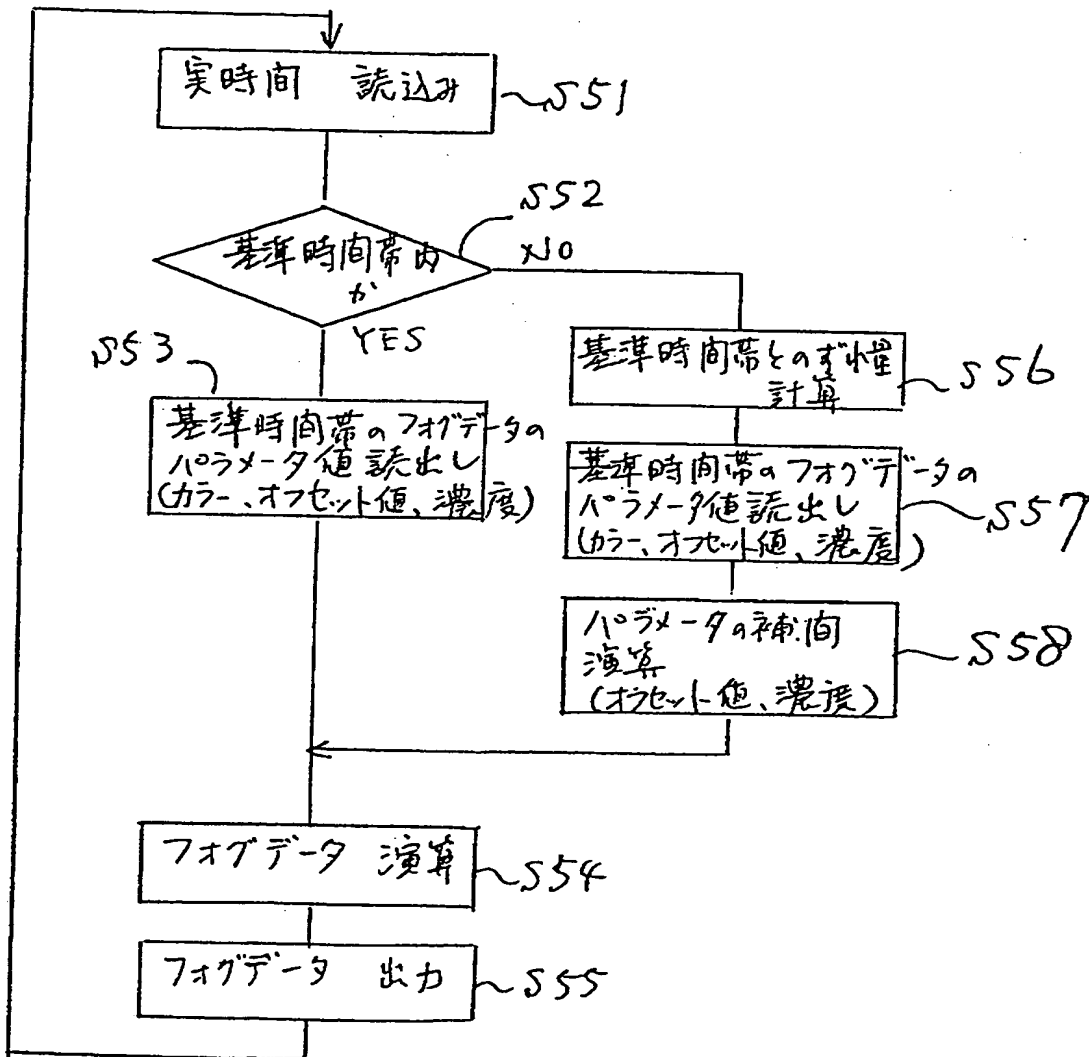 実時間 読込み
S51
S52
基準時間帯内
か
NO
YES
S53
基準時間帯のフォグデータの
パラメータ値読出し
(カラー、オフセット値、濃度)
基準時間帯とのずれ量
計算
S56
基準時間帯のフォグデータの
パラメータ値読出し
(カラー、オフセット値、濃度)
S57
パラメータの補間
演算
(オフセット値、濃度)
S58
フォグデータ 演算
S54
フォグデータ 出力
S55